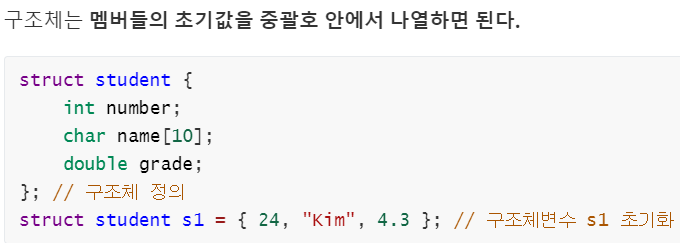 구조체는 멤버들의 초기값을 중괄호 안에서 나열하면 된다.
struct student {
    int number;
    char name[10];
    double grade;
}; // 구조체 정의
struct student s1 = { 24, "Kim", 4.3 }; // 구조체변수 s1 초기화